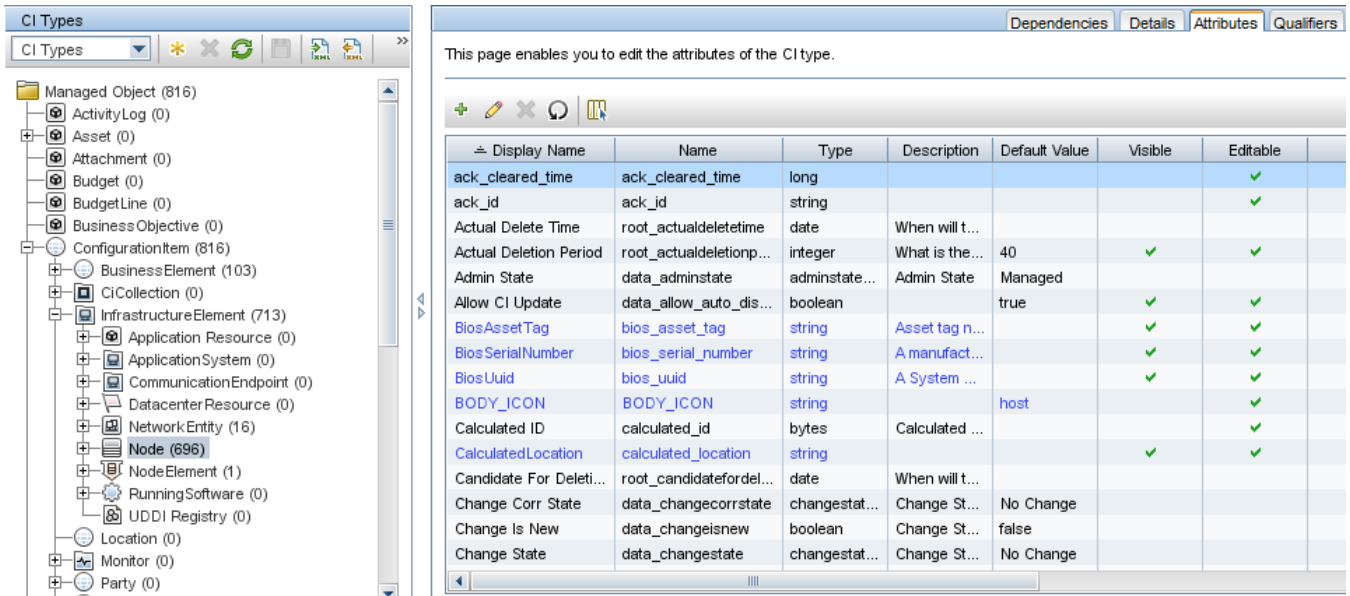 CI Types
CI Types
XML
XML
»
Managed Object (816)
ActivityLog (0)
Asset (0)
Attachment (0)
Budget (0)
BudgetLine (0)
BusinessObjective (0)
ConfigurationItem (816)
BusinessElement (103)
CiCollection (0)
InfrastructureElement (713)
Application Resource (0)
ApplicationSystem (0)
CommunicationEndpoint (0)
DatacenterResource (0)
NetworkEntity (16)
Node (696)
NodeElement (1)
RunningSoftware (0)
UDDI Registry (0)
Location (0)
Monitor (0)
Party (0)
Dependencies Details Attributes Qualifiers
This page enables you to edit the attributes of the CI type.
Display Name Name Type Description Default Value Visible Editable
ack_cleared_time ack_cleared_time long
ack_id ack_id string
Actual Delete Time root_actualdeletetime date When will t...
Actual Deletion Period root_actualdeletionp... integer What is the... 40
Admin State data_adminstate adminstate... Admin State Managed
Allow CI Update data_allow_auto_dis... boolean true
BiosAssetTag bios_asset_tag string Asset tag n...
BiosSerialNumber bios_serial_number string A manufact...
BiosUuid bios_uuid string A System ...
BODY_ICON BODY_ICON string host
Calculated ID calculated_id bytes Calculated ...
CalculatedLocation calculated_location string
Candidate For Deleti... root_candidatefordel... date When will t...
Change Corr State data_changecorrstate changestat... Change St... No Change
Change Is New data_changeisnew boolean Change St... false
Change State data_changestate changestat... Change St... No Change